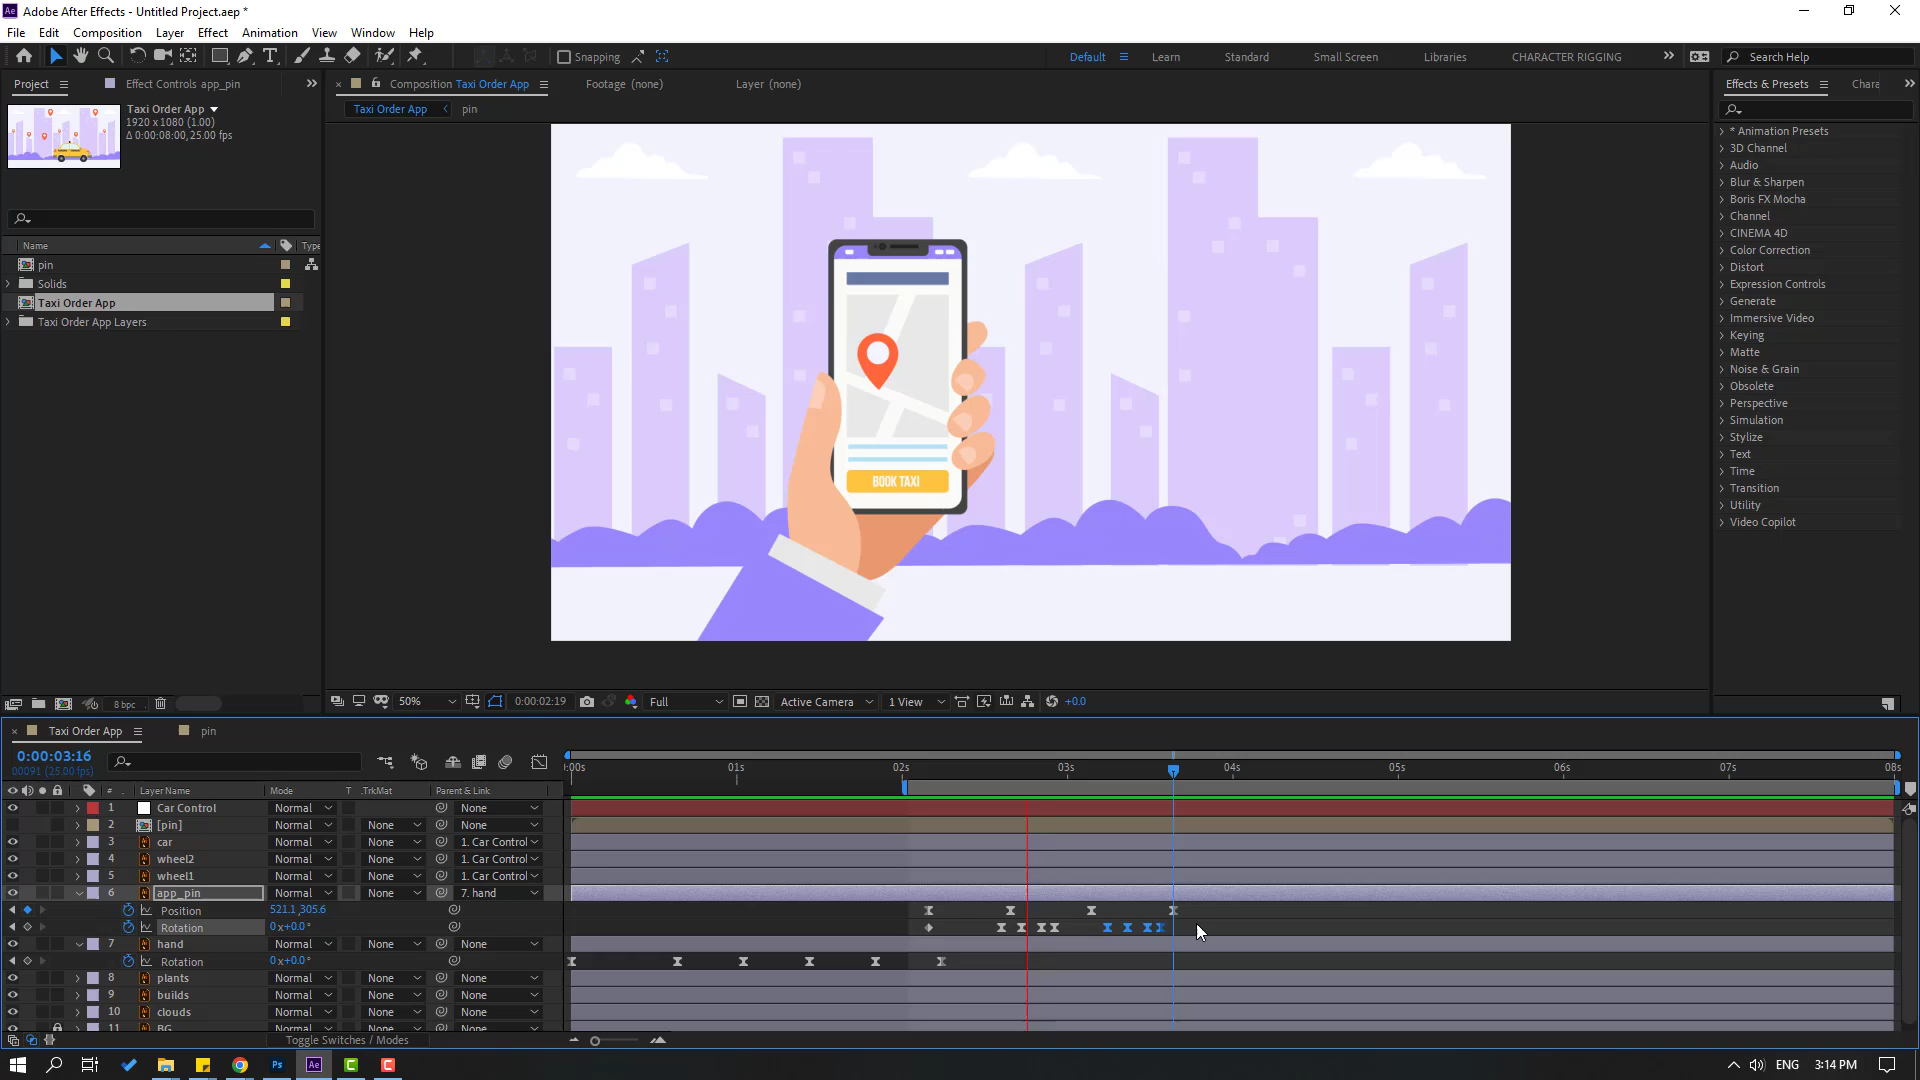 Ae Adobe After Effects - Untitled Project.aep *
File Edit Composition Layer Effect Animation View Window Help
Snapping Default Learn Standard Small Screen Libraries CHARACTER RIGGING Search Help
Project Effect Controls app_pin Composition Taxi Order App Footage (none) Layer (none) Effects & Presets Chara
Taxi Order App
1920 x 1080 (1.00)
Δ 0:00:08:00, 25.00 fps
Taxi Order App pin
Name Type
pin
Solids
Taxi Order App
Taxi Order App Layers
BOOK TAXI
* Animation Presets
3D Channel
Audio
Blur & Sharpen
Boris FX Mocha
Channel
CINEMA 4D
Color Correction
Distort
Expression Controls
Generate
Immersive Video
Keying
Matte
Noise & Grain
Obsolete
Perspective
Simulation
Stylize
Text
Time
Transition
Utility
Video Copilot
8 bpc 50% 0:00:02:19 Full Active Camera 1 View +0.0
Taxi Order App pin
0:00:03:16
00091 (25.00 fps)
:00s 01s 02s 03s 04s 05s 06s 07s 08s
# Layer Name Mode T .TrkMat Parent & Link
1 Car Control Normal None
2 [pin] Normal None None
3 car Normal None 1. Car Control
4 wheel2 Normal None 1. Car Control
5 wheel1 Normal None 1. Car Control
6 app_pin Normal None 7. hand
Position 521.1,305.6
Rotation 0x+0.0°
7 hand Normal None None
Rotation 0x+0.0°
8 plants Normal None None
9 builds Normal None None
10 clouds Normal None None
11 BG
Toggle Switches / Modes
Ps Ae C C ENG 3:14 PM